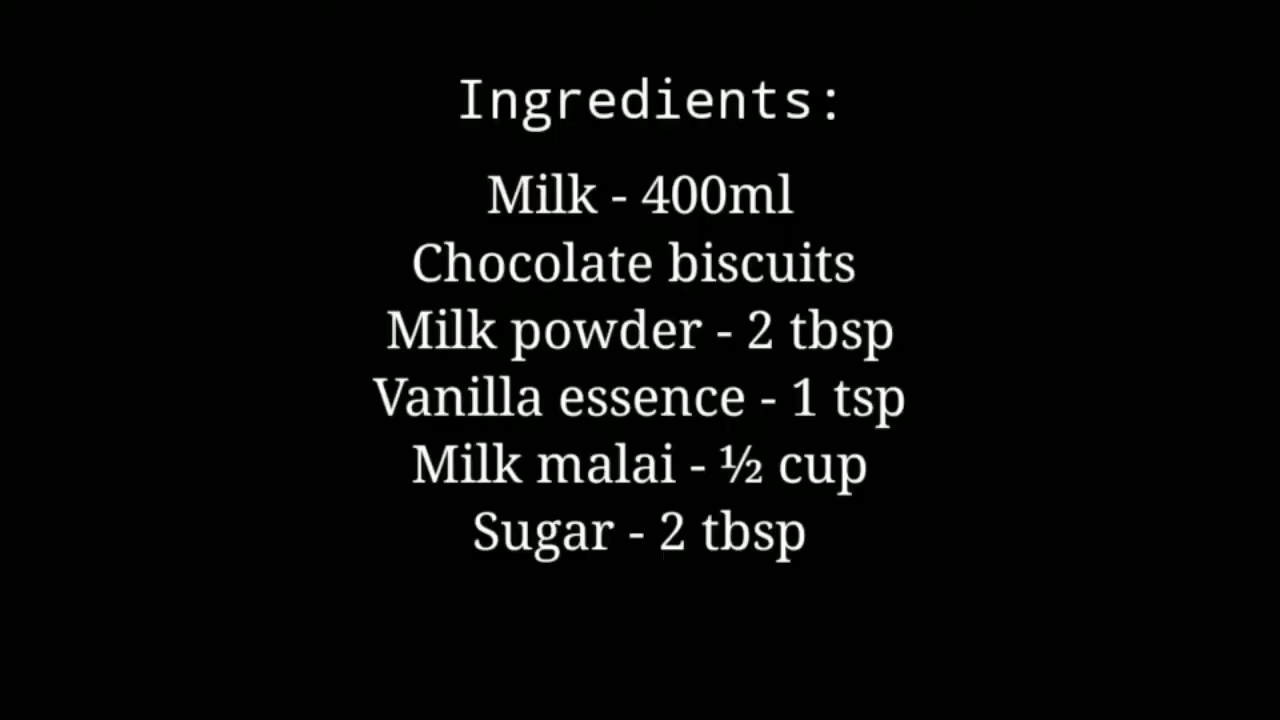 Ingredients:
Milk - 400ml
Chocolate biscuits
Milk powder - 2 tbsp
Vanilla essence - 1 tsp
Milk malai - ½ cup
Sugar - 2 tbsp